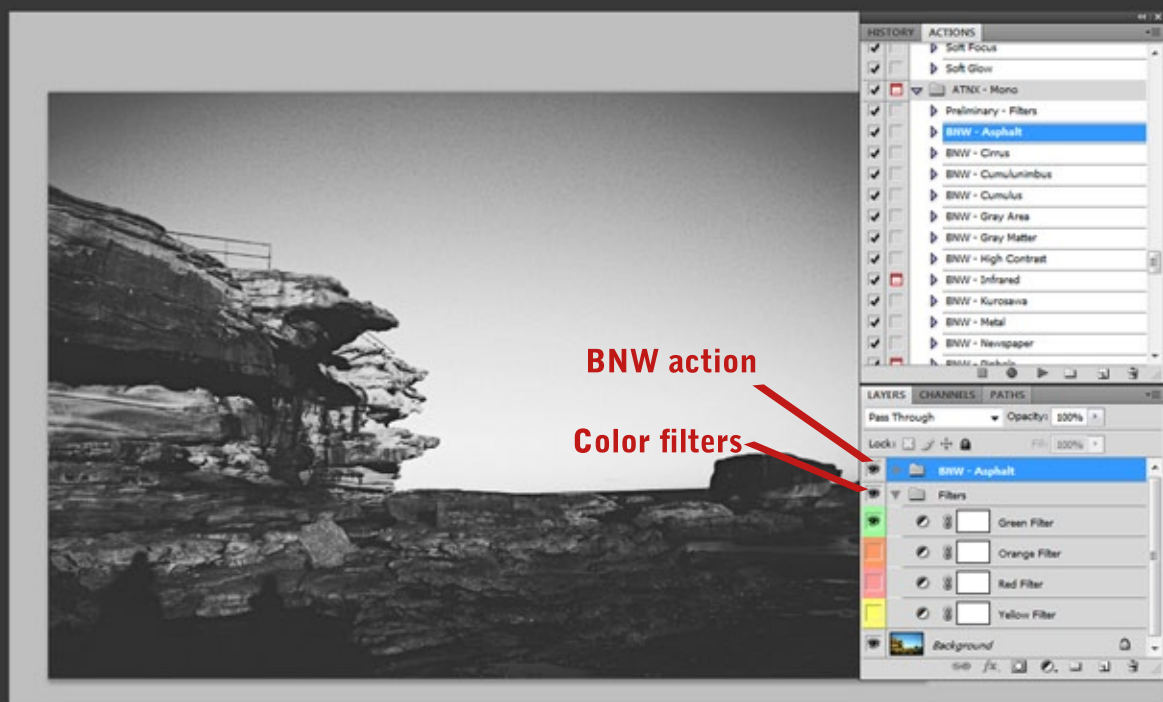 HISTORY ACTIONS
Soft Focus
Soft Glow
ATNX - Mono
Preliminary - Filters
BNW - Asphalt
BNW - Cirrus
BNW - Cumulunimbus
BNW - Cumulus
BNW - Gray Area
BNW - Gray Matter
BNW - High Contrast
BNW - Infrared
BNW - Kurosawa
BNW - Metal
BNW - Newspaper
BNW - Pinhole
BNW action
LAYERS CHANNELS PATHS
Pass Through Opacity: 100%
Color filters
Lock: Fill: 100%
BNW - Asphalt
Filters
Green Filter
Orange Filter
Red Filter
Yellow Filter
Background
fx